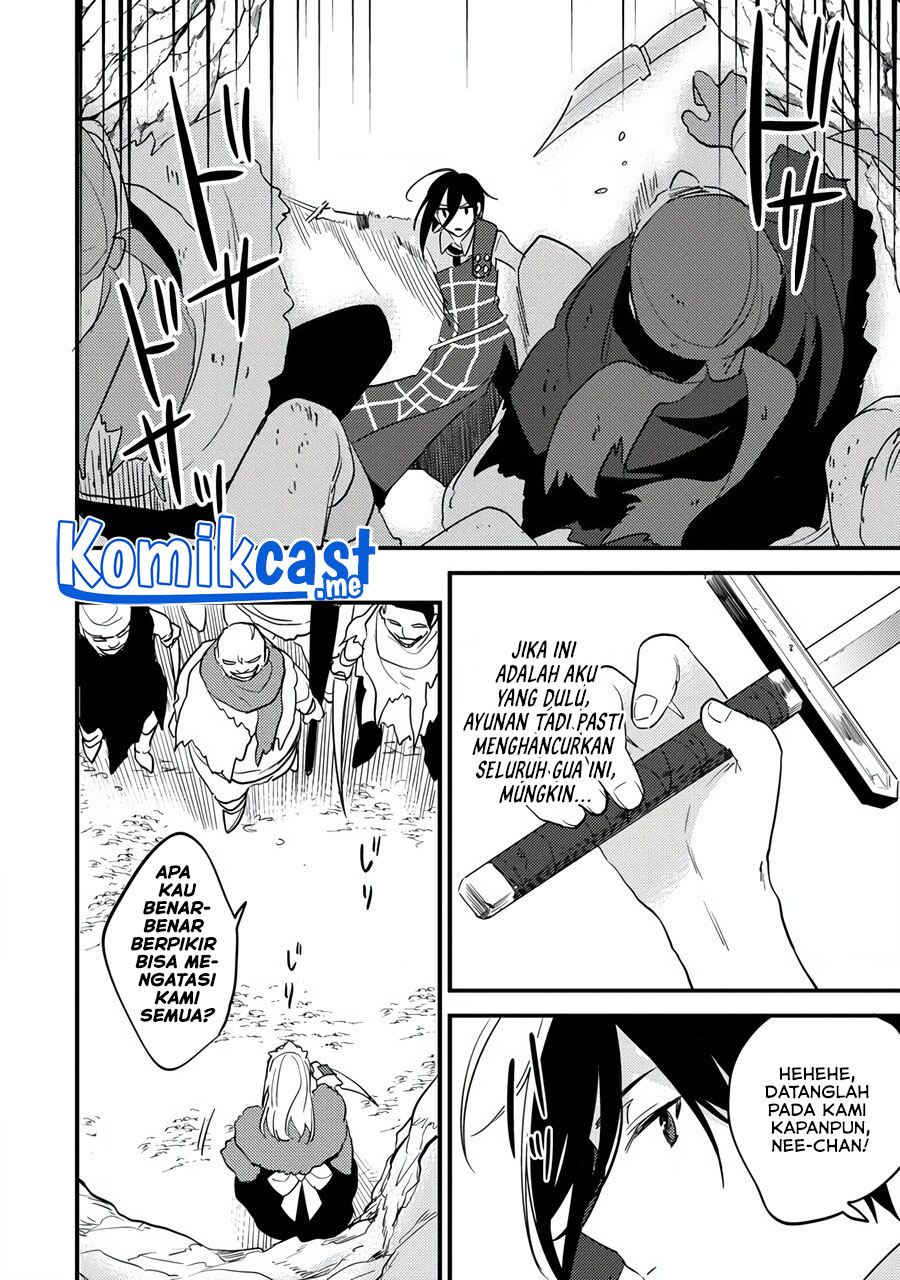 ドドドサッ
ドサッ
Komikcast
.me
JIKA INI
ADALAH AKU
YANG DULU,
AYUNAN TADI PASTI
MENGHANCURKAN
SELURUH GUA INI,
MUNGKIN...
じり
APA
KAU
BENAR-
BENAR
BERPIKIR
BISA ME-
NGATASI
KAMI
SEMUA?
じり
HEHEHE,
DATANGLAH
PADA KAMI
KAPANPUN,
NEE-CHAN!